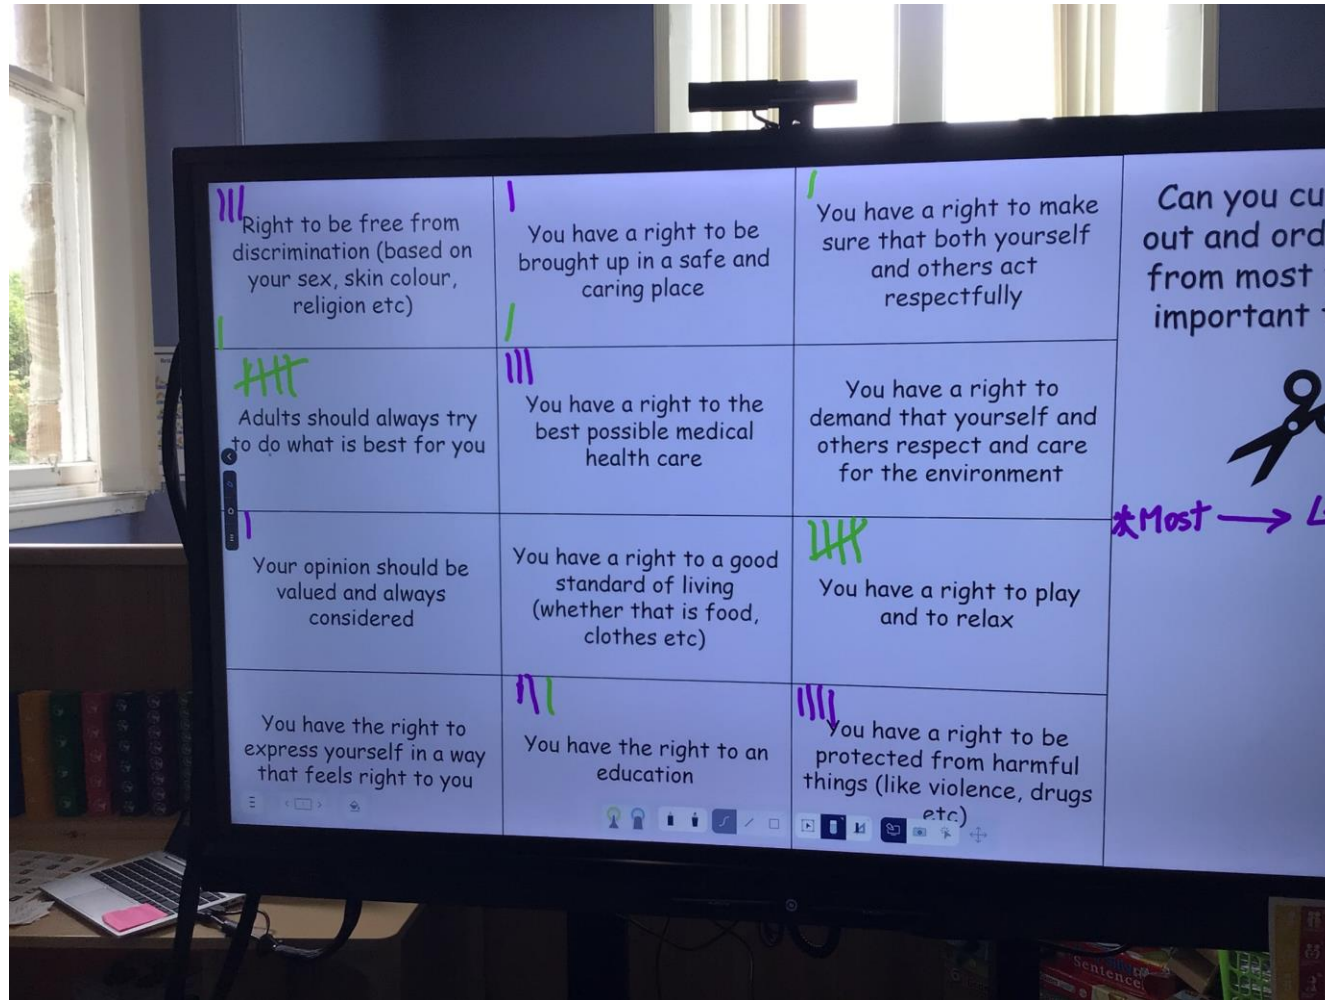 Right to be free from
discrimination (based on
your sex, skin colour,
religion etc)
You have a right to be
brought up in a safe and
caring place
You have a right to make
sure that both yourself
and others act
respectfully
Can you cu
out and ord
from most
important
Adults should always try
to do what is best for you
You have a right to the
best possible medical
health care
You have a right to
demand that yourself and
others respect and care
for the environment
*Most → L
Your opinion should be
valued and always
considered
You have a right to a good
standard of living
(whether that is food,
clothes etc)
You have a right to play
and to relax
You have the right to
express yourself in a way
that feels right to you
You have the right to an
education
You have a right to be
protected from harmful
things (like violence, drugs
etc)
Sentence